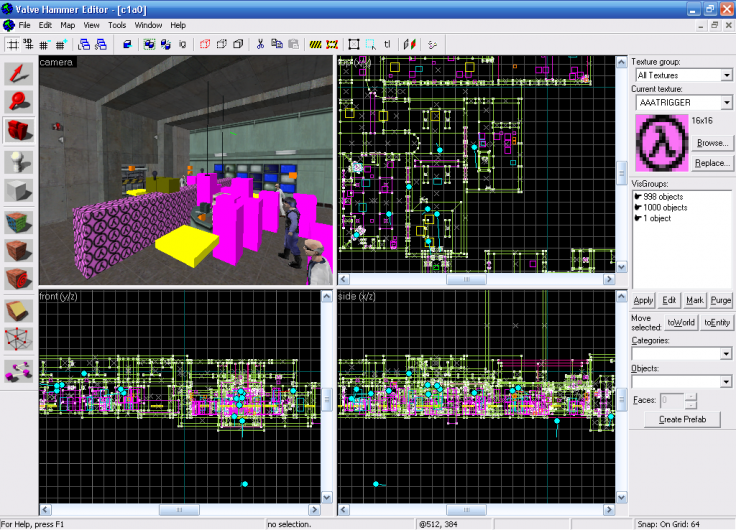 Valve Hammer Editor - [c1a0]
File Edit Map View Tools Window Help
3D
ig
tl
camera
front (y/z)
side (x/z)
Texture group:
All Textures
Current texture:
AAATRIGGER
16x16
Browse...
Replace...
VisGroups:
998 objects
1000 objects
1 object
Apply Edit Mark Purge
Move selected:
toWorld toEntity
Categories:
Objects:
Faces: 0
Create Prefab
For Help, press F1
no selection.
@512, 384
Snap: On Grid: 64